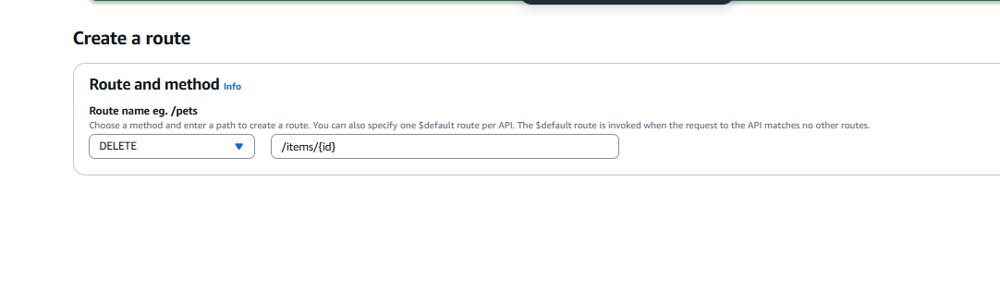 Create a route
Route and method Info
Route name eg. /pets
Choose a method and enter a path to create a route. You can also specify one $default route per API. The $default route is invoked when the request to the API matches no other routes.
DELETE /items/{id}